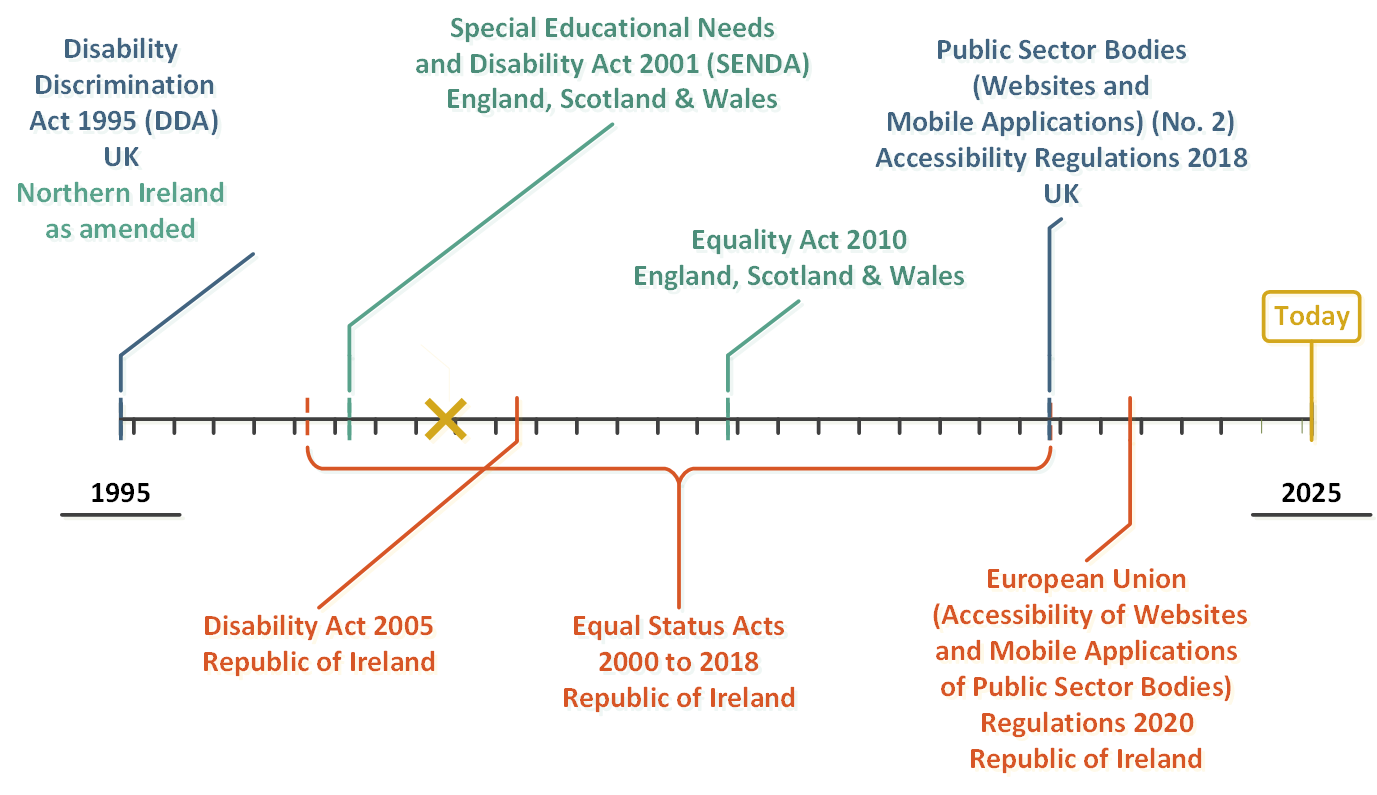 Disability
Discrimination
Act 1995 (DDA)
UK
Northern Ireland
as amended
Special Educational Needs
and Disability Act 2001 (SENDA)
England, Scotland & Wales
Public Sector Bodies
(Websites and
Mobile Applications) (No. 2)
Accessibility Regulations 2018
UK
Equality Act 2010
England, Scotland & Wales
Today
1995
2025
Disability Act 2005
Republic of Ireland
Equal Status Acts
2000 to 2018
Republic of Ireland
European Union
(Accessibility of Websites
and Mobile Applications
of Public Sector Bodies)
Regulations 2020
Republic of Ireland